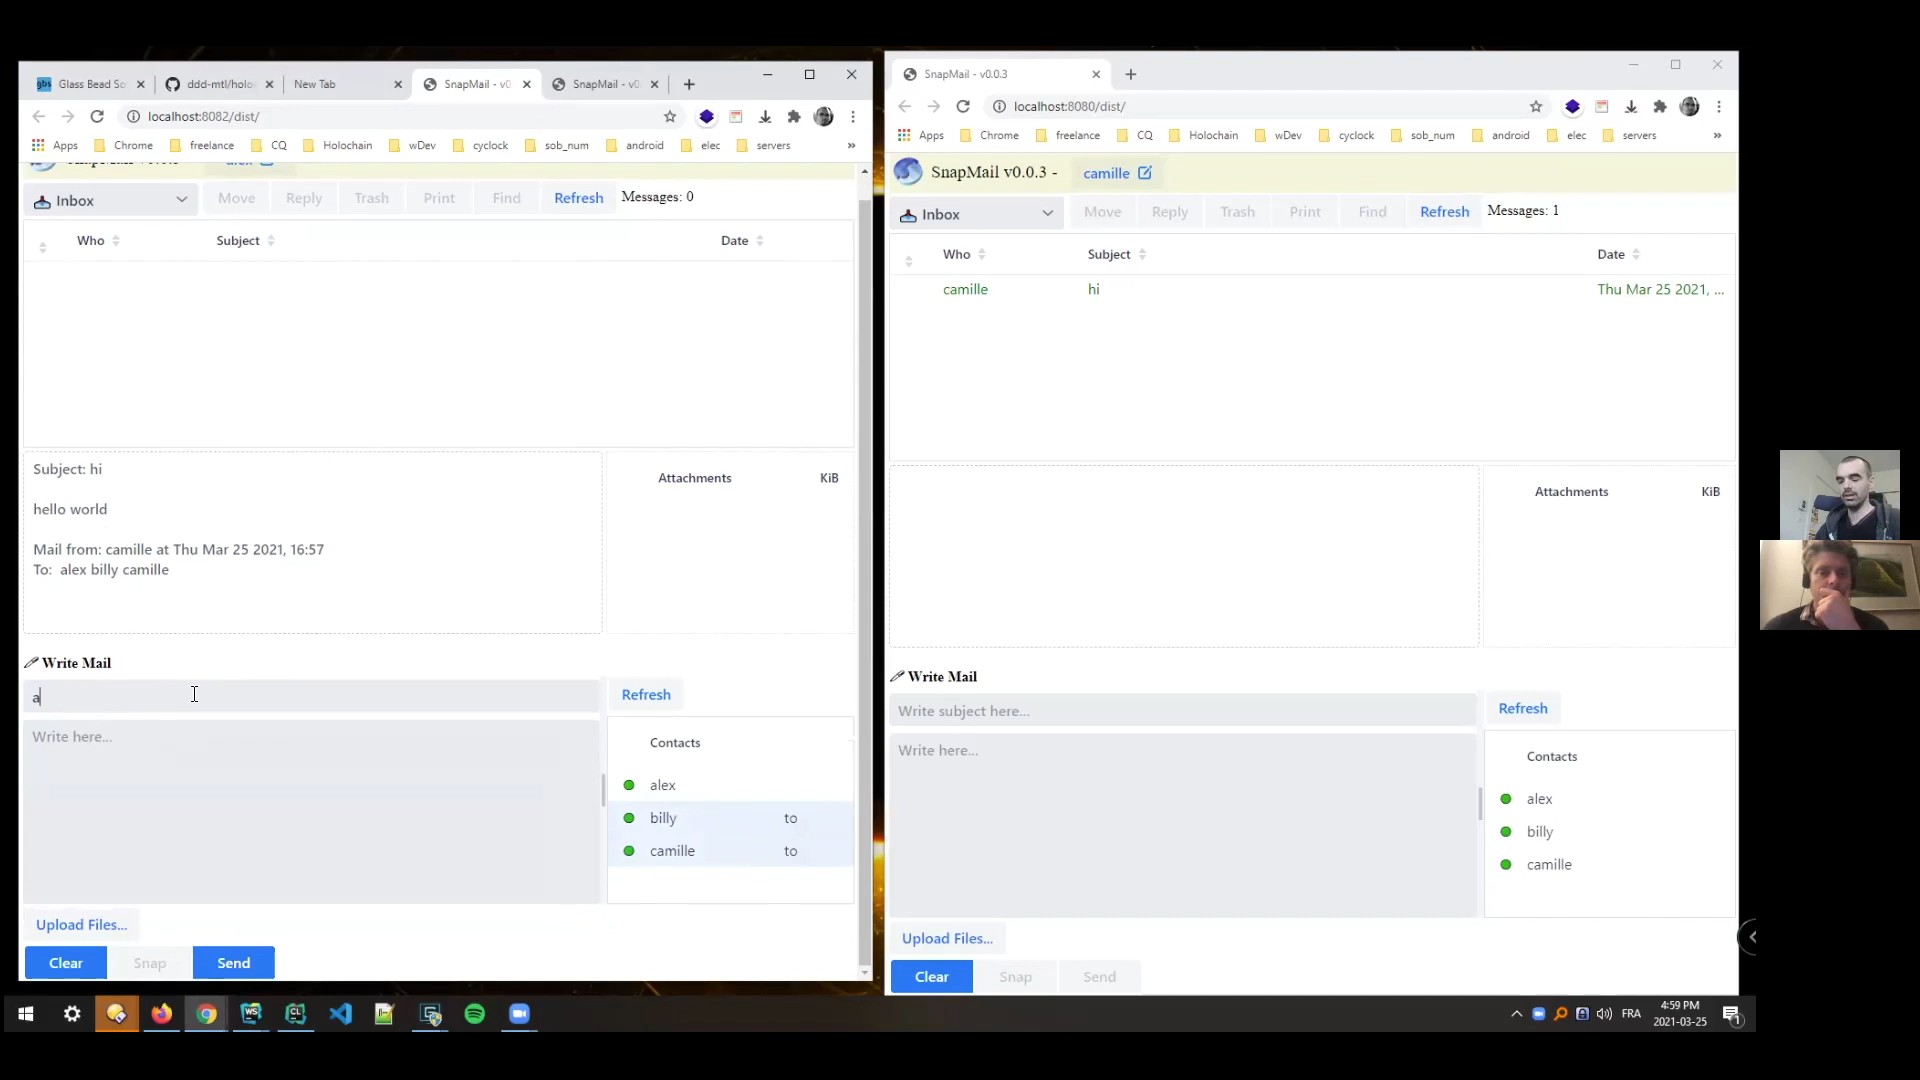 Glass Bead So
ddd-mtl/holo
New Tab
SnapMail - v0.
SnapMail - v0.
localhost:8082/dist/
Apps
Chrome
freelance
CQ
Holochain
wDev
cyclock
sob_num
android
elec
servers
»
alex
Inbox
Move
Reply
Trash
Print
Find
Refresh
Messages: 0
Who
Subject
Date
Subject: hi
hello world
Mail from: camille at Thu Mar 25 2021, 16:57
To: alex billy camille
Attachments
KiB
Write Mail
a
Refresh
Write here...
Contacts
alex
billy to
camille to
Upload Files...
Clear
Snap
Send
SnapMail - v0.0.3
localhost:8080/dist/
Apps
Chrome
freelance
CQ
Holochain
wDev
cyclock
sob_num
android
elec
servers
»
SnapMail v0.0.3 -
camille
Inbox
Move
Reply
Trash
Print
Find
Refresh
Messages: 1
Who
Subject
Date
camille
hi
Thu Mar 25 2021, ...
Attachments
KiB
Write Mail
Write subject here...
Refresh
Write here...
Contacts
alex
billy
camille
Upload Files...
Clear
Snap
Send
FRA
4:59 PM
2021-03-25